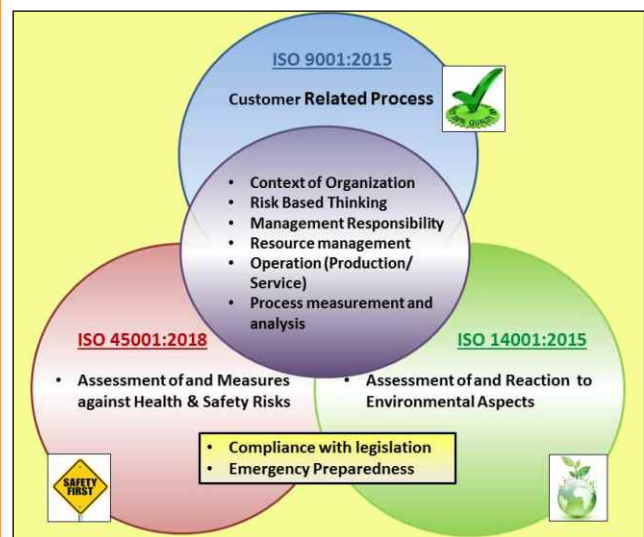 ISO 9001:2015
Customer Related Process
• Context of Organization
• Risk Based Thinking
• Management Responsibility
• Resource management
• Operation (Production/
Service)
• Process measurement and
analysis
ISO 45001:2018
• Assessment of and Measures
against Health & Safety Risks
ISO 14001:2015
• Assessment of and Reaction to
Environmental Aspects
• Compliance with legislation
• Emergency Preparedness
SAFETY
FIRST